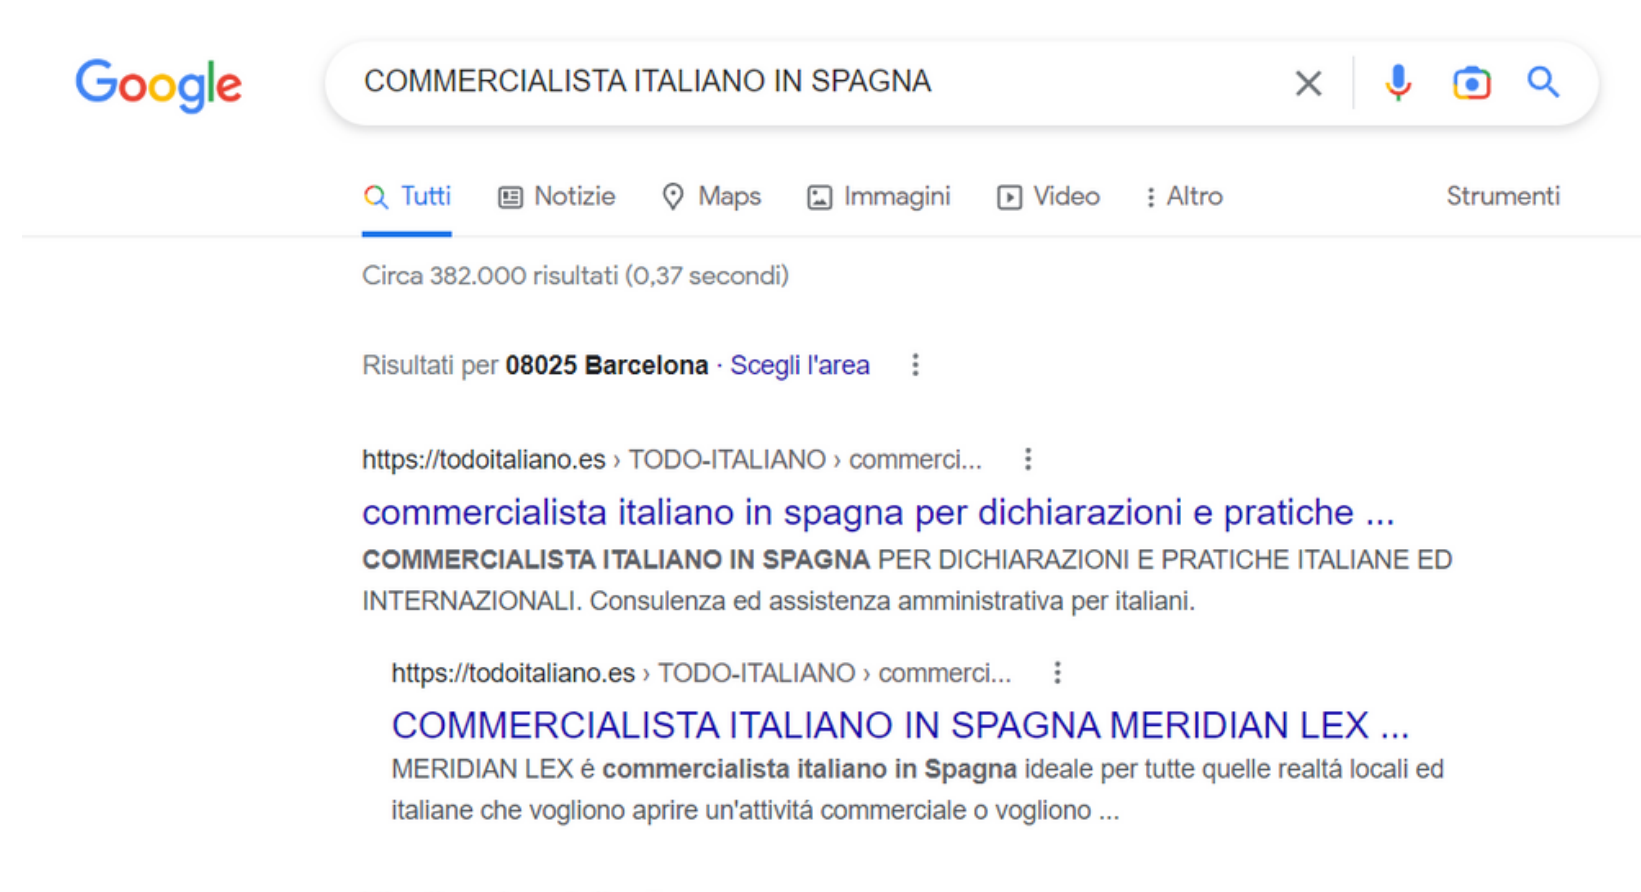 Google
COMMERCIALISTA ITALIANO IN SPAGNA
Tutti Notizie Maps Immagini Video Altro Strumenti
Circa 382.000 risultati (0,37 secondi)
Risultati per 08025 Barcelona · Scegli l'area
https://todoitaliano.es › TODO-ITALIANO › commerci...
commercialista italiano in spagna per dichiarazioni e pratiche ...
COMMERCIALISTA ITALIANO IN SPAGNA PER DICHIARAZIONI E PRATICHE ITALIANE ED
INTERNAZIONALI. Consulenza ed assistenza amministrativa per italiani.
https://todoitaliano.es › TODO-ITALIANO › commerci...
COMMERCIALISTA ITALIANO IN SPAGNA MERIDIAN LEX ...
MERIDIAN LEX é commercialista italiano in Spagna ideale per tutte quelle realtá locali ed
italiane che vogliono aprire un'attivitá commerciale o vogliono ...